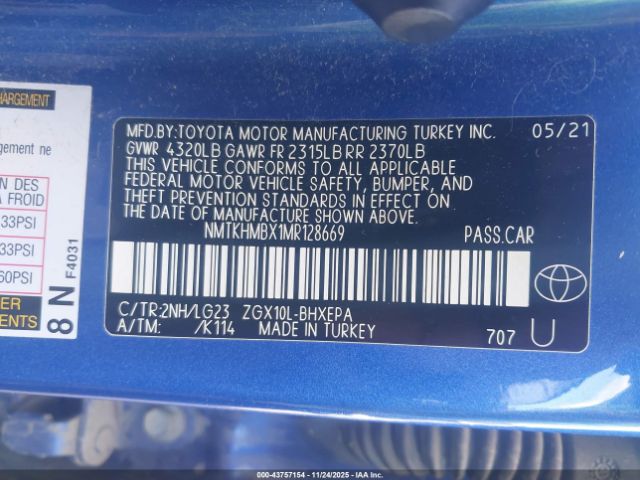 HARGEMENT
hargement ne
ON DES
A FROID
33PSI
33PSI
60PSI
ER
ENTS
8 N F4031
MFD.BY:TOYOTA MOTOR MANUFACTURING TURKEY INC. 05/21
GVWR 4320LB GAWR FR 2315LB RR 2370LB
THIS VEHICLE CONFORMS TO ALL APPLICABLE
FEDERAL MOTOR VEHICLE SAFETY, BUMPER, AND
THEFT PREVENTION STANDARDS IN EFFECT ON
THE DATE OF MANUFACTURE SHOWN ABOVE.
NMTKHMBX1MR128669 PASS.CAR
C/TR:2NH/LG23 ZGX10L-BHXEPA
A/TM: /K114 MADE IN TURKEY 707 U
000-43757154 - 11/24/2025 - IAA Inc.